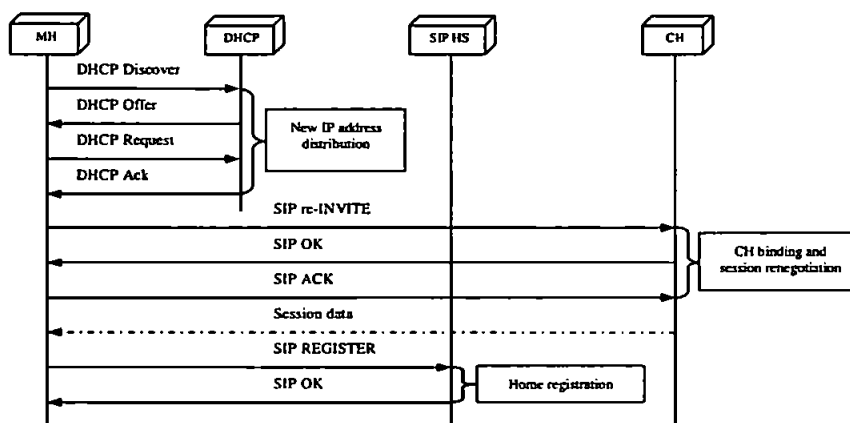 MH
DHCP
SIP HS
CH
DHCP Discover
DHCP Offer
New IP address
distribution
DHCP Request
DHCP Ack
SIP re-INVITE
SIP OK
CH binding and
session renegotiation
SIP ACK
Session data
SIP REGISTER
SIP OK
Home registration